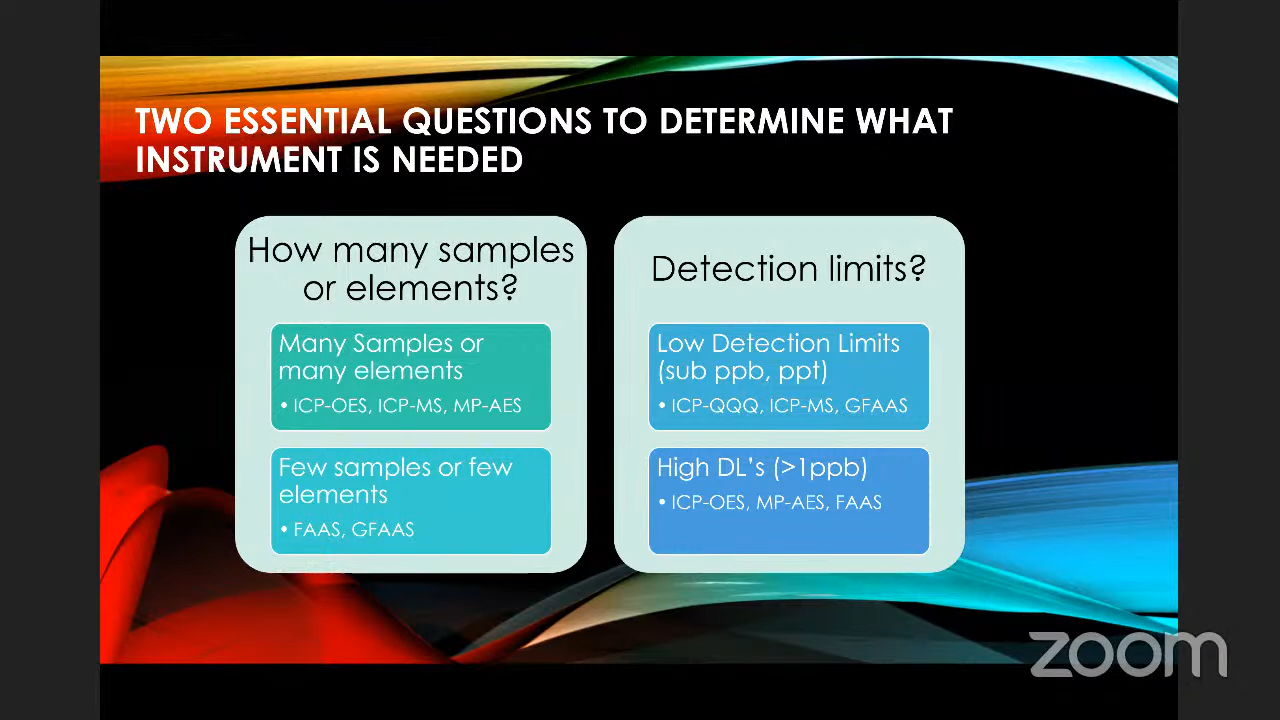 TWO ESSENTIAL QUESTIONS TO DETERMINE WHAT
INSTRUMENT IS NEEDED
How many samples
or elements?
Many Samples or
many elements
• ICP-OES, ICP-MS, MP-AES
Few samples or few
elements
• FAAS, GFAAS
Detection limits?
Low Detection Limits
(sub ppb, ppt)
• ICP-QQQ, ICP-MS, GFAAS
High DL's (>1ppb)
• ICP-OES, MP-AES, FAAS
zoom